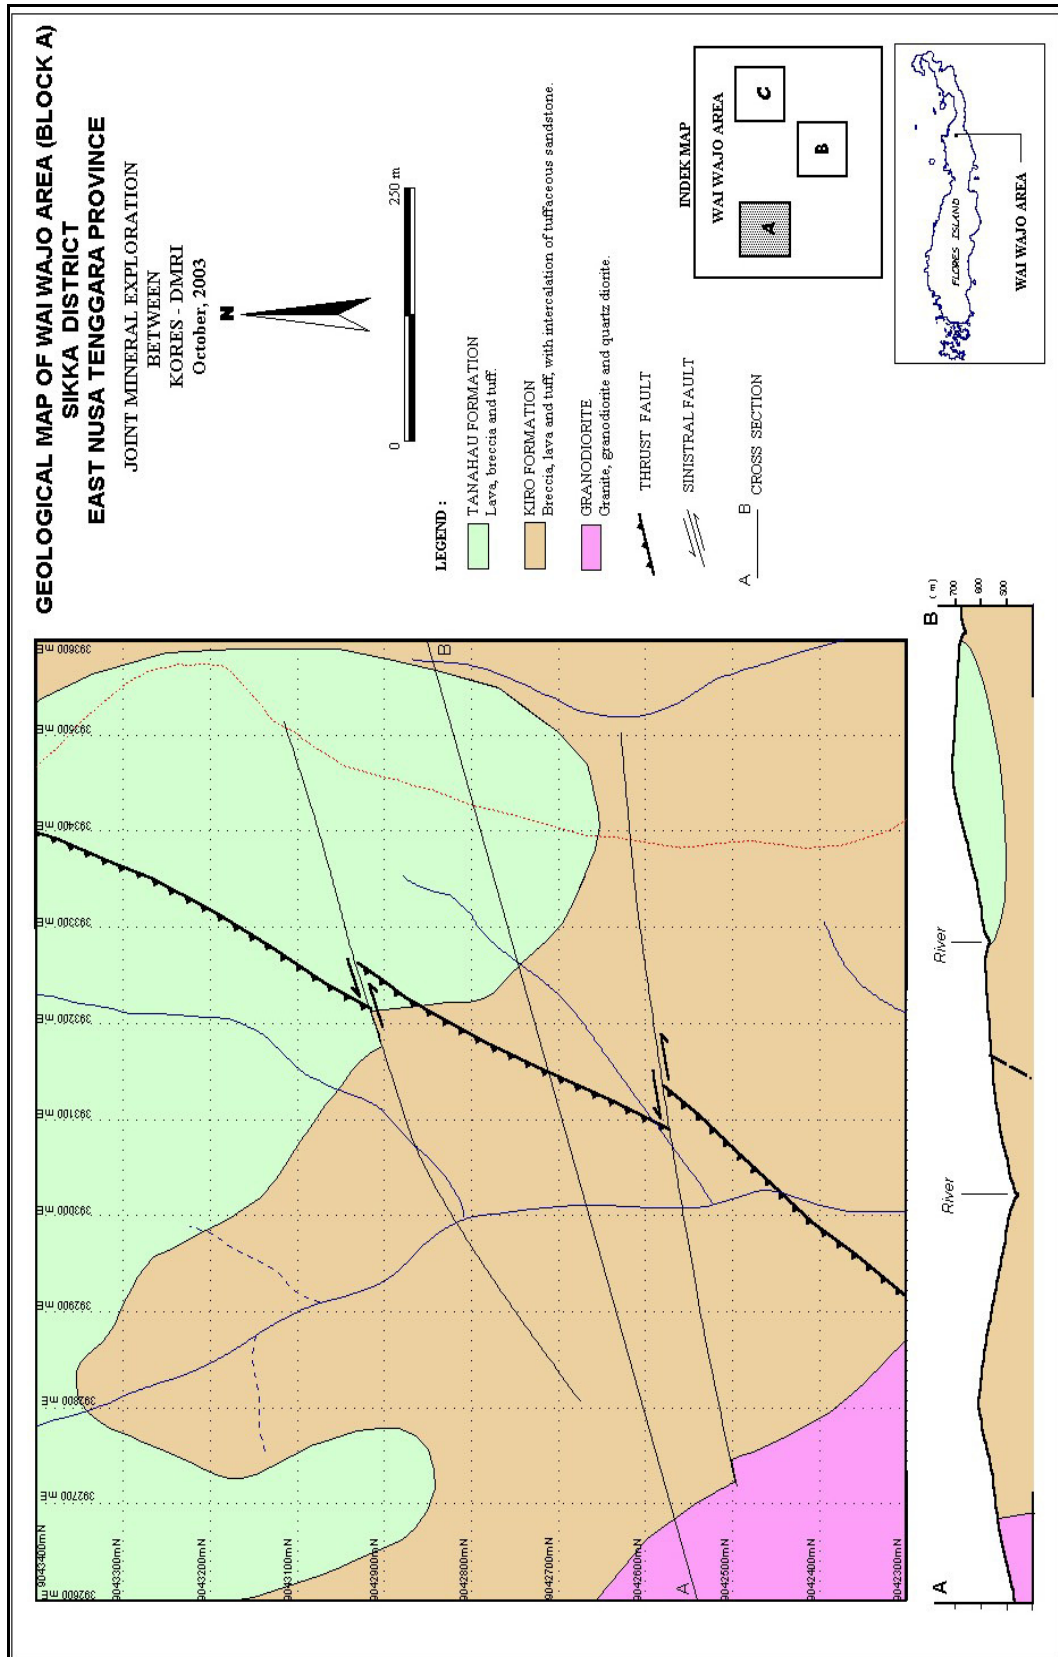 GEOLOGICAL MAP OF WAI WAJO AREA (BLOCK A)
SIKKA DISTRICT
EAST NUSA TENGGARA PROVINCE
JOINT MINERAL EXPLORATION
BETWEEN
KORES - DMRI
October, 2003
N
0 250 m
LEGEND :
TANAHAU FORMATION
Lava, breccia and tuff.
KIRO FORMATION
Breccia, lava and tuff, with intercalation of tuffaceous sandstone.
GRANODIORITE
Granite, granodiorite and quartz diorite.
THRUST FAULT
SINISTRAL FAULT
A B CROSS SECTION
INDEK MAP
WAI WAJO AREA
A
B
C
FLORES ISLAND
WAI WAJO AREA
392600 mE
392700 mE
392800 mE
392900 mE
393000 mE
393100 mE
393200 mE
393300 mE
393400 mE
393500 mE
393600 mE
9043400mN
9043300mN
9043200mN
9043100mN
9042900mN
9042800mN
9042700mN
9042600mN
9042500mN
9042400mN
9042300mN
A
B
A
River
River
B
( m )
700
600
500